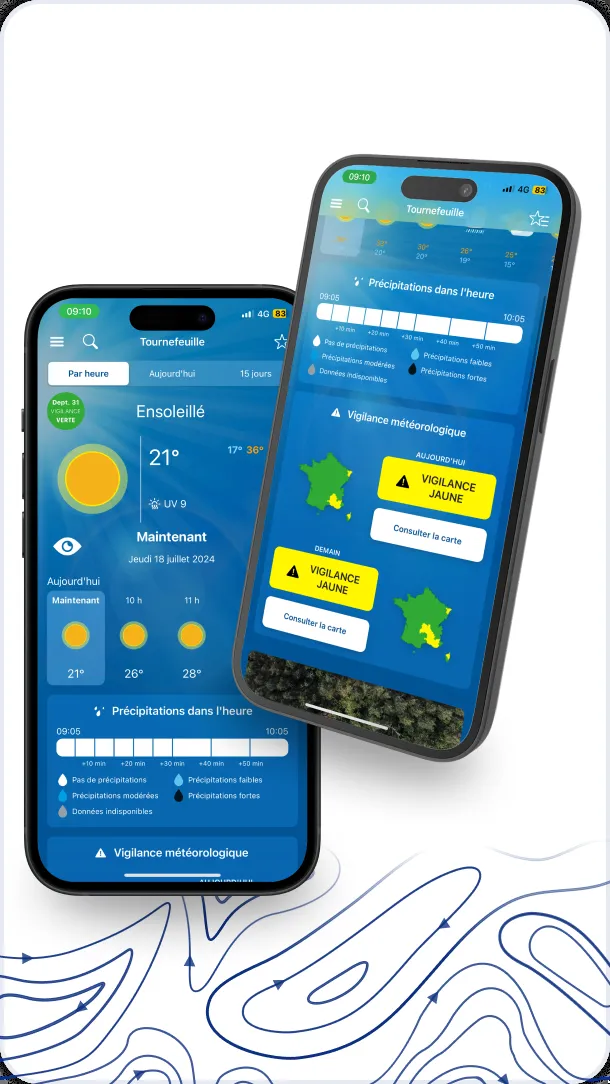 09:10
4G 83
Tournefeuille
Par heure
Aujourd'hui
15 jours
Dept. 31
VIGILANCE
VERTE
Ensoleillé
21°
17° 36°
UV 9
Maintenant
Jeudi 18 juillet 2024
Aujourd'hui
Maintenant
10 h
11 h
21°
26°
28°
Précipitations dans l'heure
09:05
10:05
+10 min
+20 min
+30 min
+40 min
+50 min
Pas de précipitations
Précipitations faibles
Précipitations modérées
Précipitations fortes
Données indisponibles
Vigilance météorologique
09:10
4G 83
Tournefeuille
20°
20°
26°
19°
26°
15°
Précipitations dans l'heure
09:05
10:05
+10 min
+20 min
+30 min
+40 min
+50 min
Pas de précipitations
Précipitations faibles
Précipitations modérées
Précipitations fortes
Données indisponibles
Vigilance météorologique
AUJOURD'HUI
VIGILANCE
JAUNE
Consulter la carte
DEMAIN
VIGILANCE
JAUNE
Consulter la carte